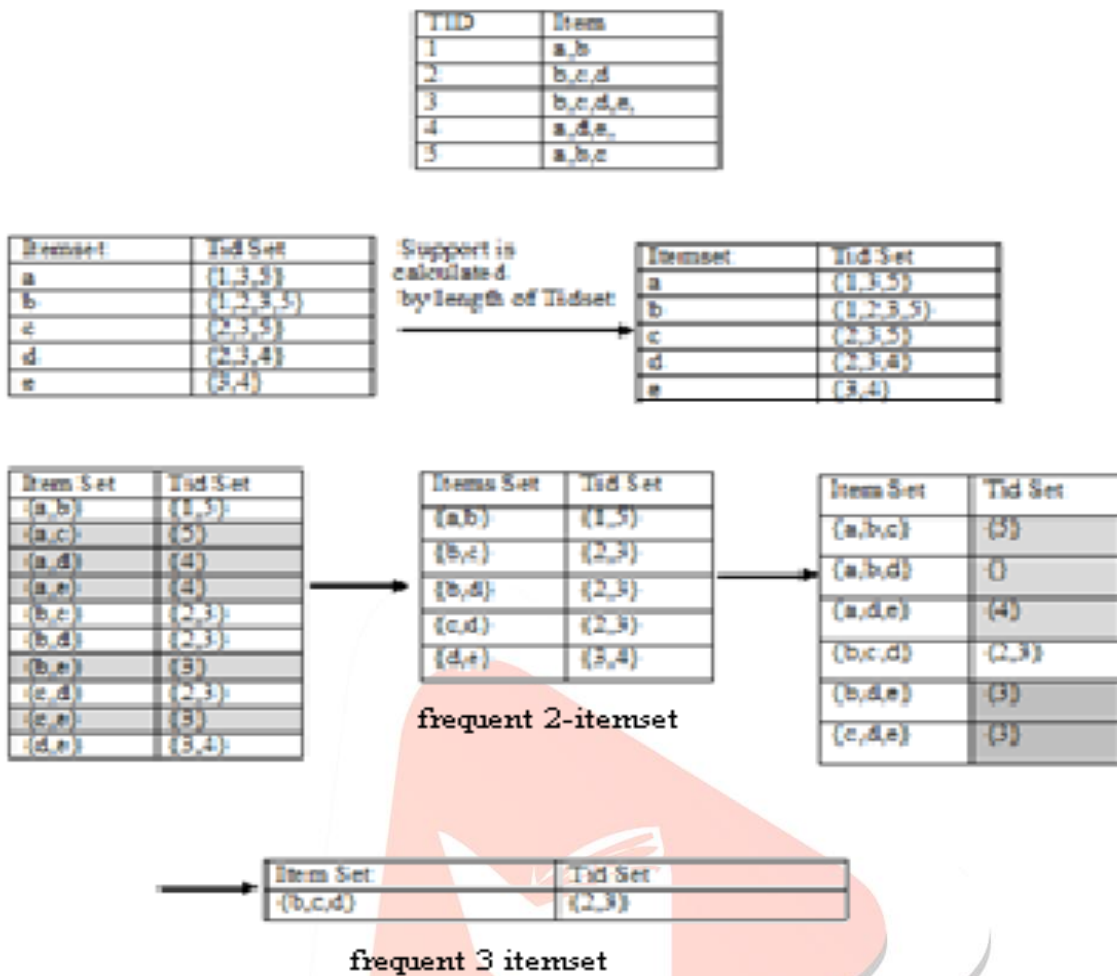 TID Item
1 a,b
2 b,c,d
3 b,c,d,e,
4 a,d,e,
5 a,b,c
Itemset Tid Set
a {1,3,5}
b {1,2,3,5}
c {2,3,5}
d {2,3,4}
e {3,4}
Support is
calculated
by length of Tidset
Itemset Tid Set
a {1,3,5}
b {1,2,3,5}
c {2,3,5}
d {2,3,4}
e {3,4}
Item Set Tid Set
{a,b} {1,5}
{a,c} {5}
{a,d} {4}
{a,e} {4}
{b,c} {2,3}
{b,d} {2,3}
{b,e} {3}
{c,d} {2,3}
{c,e} {3}
{d,e} {3,4}
Items Set Tid Set
{a,b} {1,5}
{b,c} {2,3}
{b,d} {2,3}
{c,d} {2,3}
{d,e} {3,4}
frequent 2-itemset
Item Set Tid Set
{a,b,c} {5}
{a,b,d} {}
{a,d,e} {4}
{b,c,d} {2,3}
{b,d,e} {3}
{c,d,e} {3}
Item Set Tid Set
{b,c,d} {2,3}
frequent 3 itemset